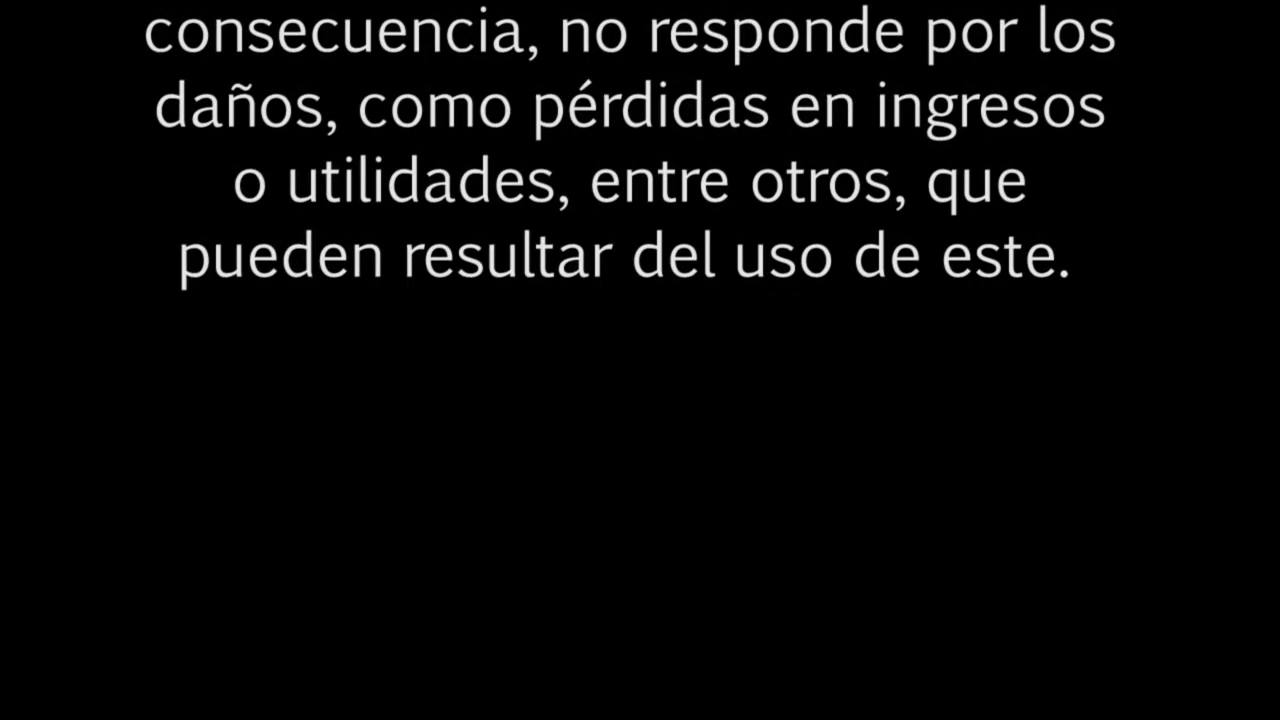 consecuencia, no responde por los
daños, como pérdidas en ingresos
o utilidades, entre otros, que
pueden resultar del uso de este.